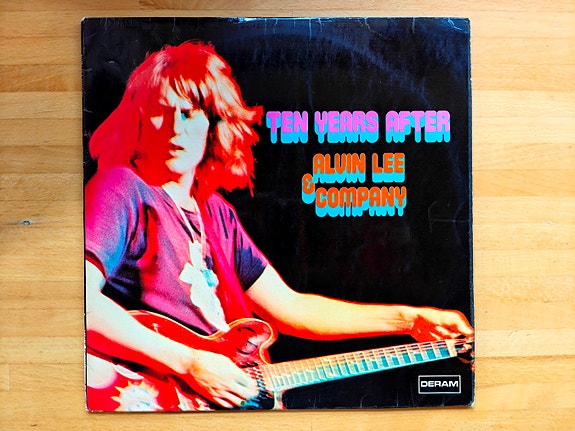 TEN YEARS AFTER
ALVIN LEE
& COMPANY
DERAM